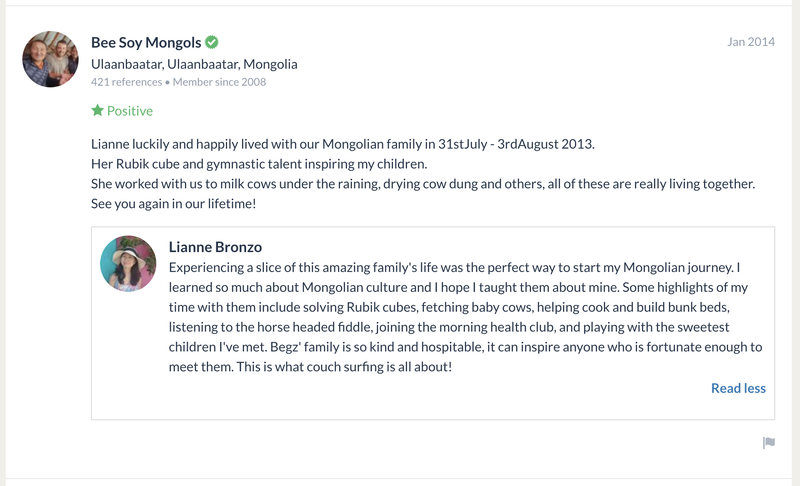 Bee Soy Mongols
Jan 2014
Ulaanbaatar, Ulaanbaatar, Mongolia
421 references • Member since 2008
Positive
Lianne luckily and happily lived with our Mongolian family in 31stJuly - 3rdAugust 2013.
Her Rubik cube and gymnastic talent inspiring my children.
She worked with us to milk cows under the raining, drying cow dung and others, all of these are really living together.
See you again in our lifetime!
Lianne Bronzo
Experiencing a slice of this amazing family's life was the perfect way to start my Mongolian journey. I
learned so much about Mongolian culture and I hope I taught them about mine. Some highlights of my
time with them include solving Rubik cubes, fetching baby cows, helping cook and build bunk beds,
listening to the horse headed fiddle, joining the morning health club, and playing with the sweetest
children I've met. Begz' family is so kind and hospitable, it can inspire anyone who is fortunate enough to
meet them. This is what couch surfing is all about!
Read less